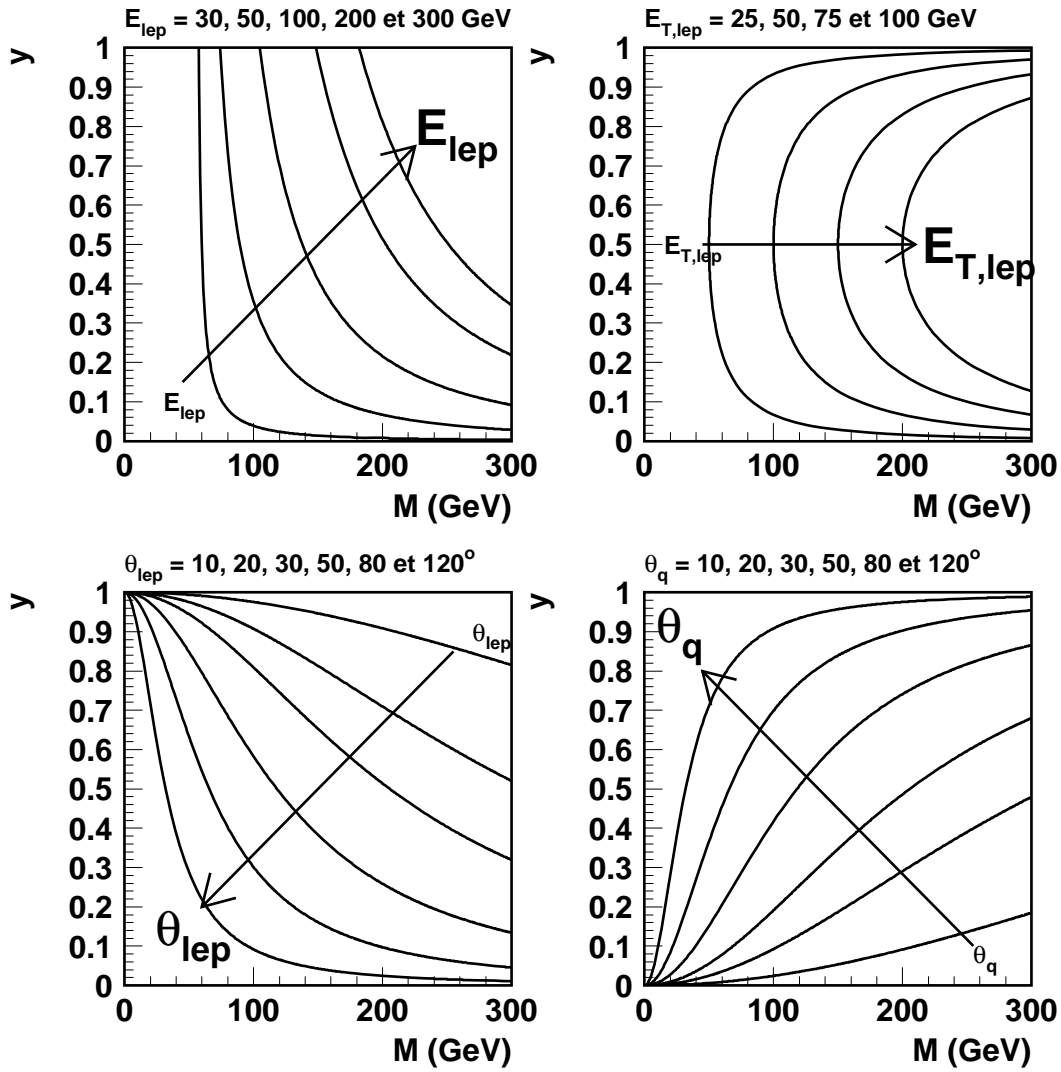 E_lep = 30, 50, 100, 200 et 300 GeV
y
1
0.9
0.8
0.7
0.6
0.5
0.4
0.3
0.2
0.1
0
E_lep
E_lep
0 100 200 300
M (GeV)
E_T,lep = 25, 50, 75 et 100 GeV
y
1
0.9
0.8
0.7
0.6
0.5
0.4
0.3
0.2
0.1
0
E_T,lep
E_T,lep
0 100 200 300
M (GeV)
θ_lep = 10, 20, 30, 50, 80 et 120°
y
1
0.9
0.8
0.7
0.6
0.5
0.4
0.3
0.2
0.1
0
θ_lep
θ_lep
0 100 200 300
M (GeV)
θ_q = 10, 20, 30, 50, 80 et 120°
y
1
0.9
0.8
0.7
0.6
0.5
0.4
0.3
0.2
0.1
0
θ_q
θ_q
0 100 200 300
M (GeV)